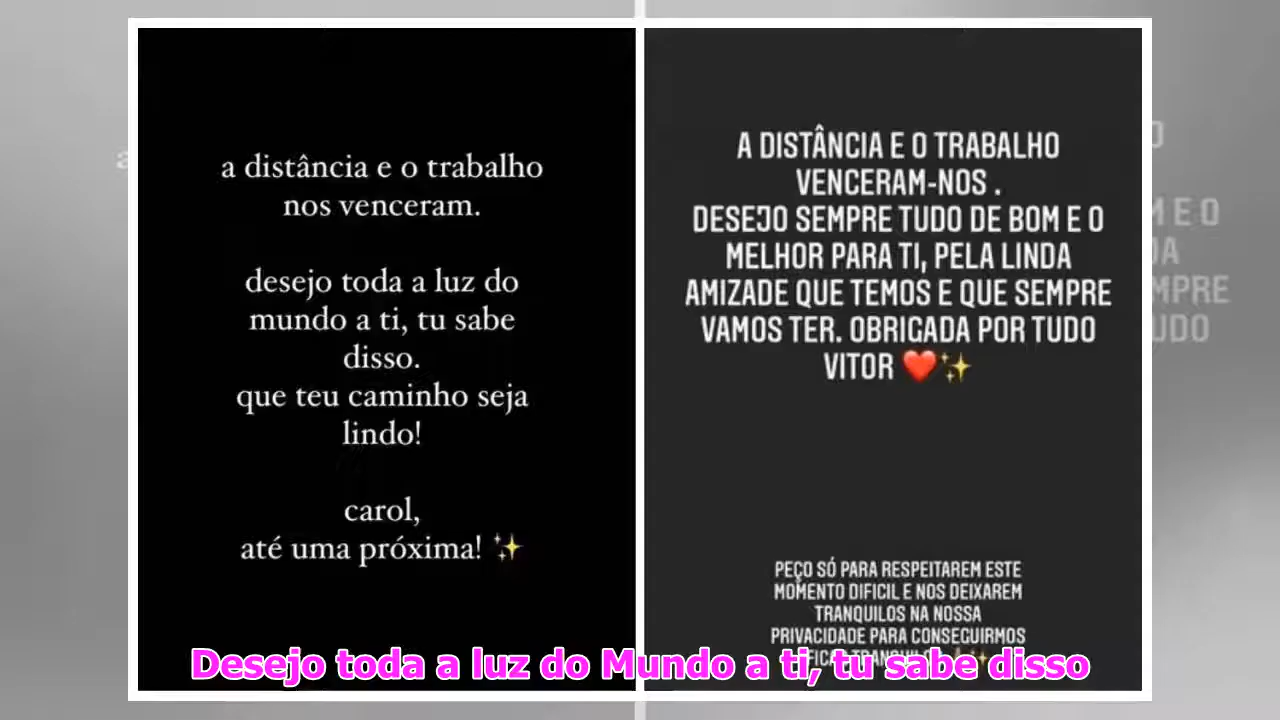 a distância e o trabalho
nos venceram.
desejo toda a luz do
mundo a ti, tu sabe
disso.
que teu caminho seja
lindo!
carol,
até uma próxima! ✨
A DISTÂNCIA E O TRABALHO
VENCERAM-NOS .
DESEJO SEMPRE TUDO DE BOM E O
MELHOR PARA TI, PELA LINDA
AMIZADE QUE TEMOS E QUE SEMPRE
VAMOS TER. OBRIGADA POR TUDO
VITOR ❤️✨
PEÇO SÓ PARA RESPEITAREM ESTE
MOMENTO DIFICIL E NOS DEIXAREM
TRANQUILOS NA NOSSA
PRIVACIDADE PARA CONSEGUIRMOS
Desejo toda a luz do Mundo a ti, tu sabe disso